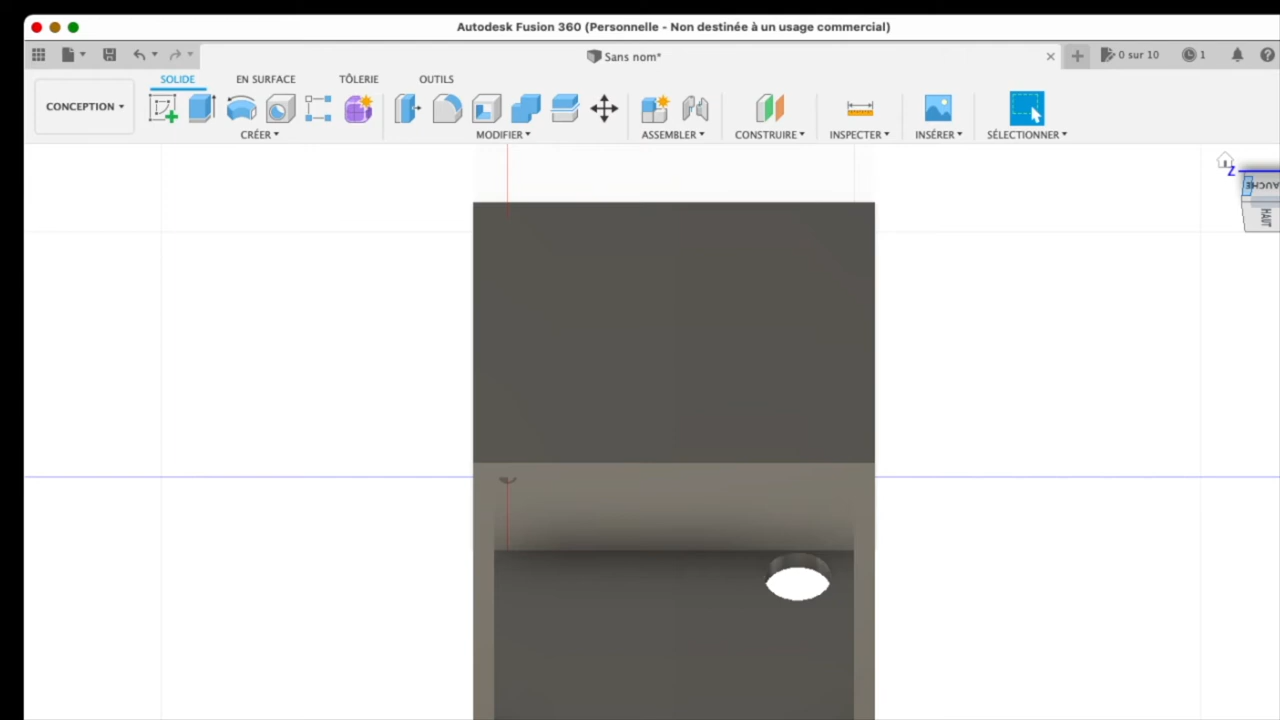 Autodesk Fusion 360 (Personnelle - Non destinée à un usage commercial)
Sans nom*
0 sur 10
1
SOLIDE EN SURFACE TÔLERIE OUTILS
CONCEPTION
CRÉER MODIFIER ASSEMBLER CONSTRUIRE INSPECTER INSÉRER SÉLECTIONNER
Z
AUCHE
HAUT